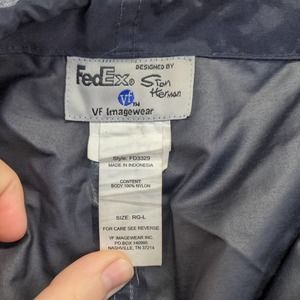 FedEx®
DESIGNED BY
Stan Herman
vf™
VF Imagewear
Style: FD3329
MADE IN INDONESIA
CONTENT:
BODY:100% NYLON
SIZE: RG-L
FOR CARE SEE REVERSE
VF IMAGEWEAR INC.
PO BOX 140995
NASHVILLE, TN 37214